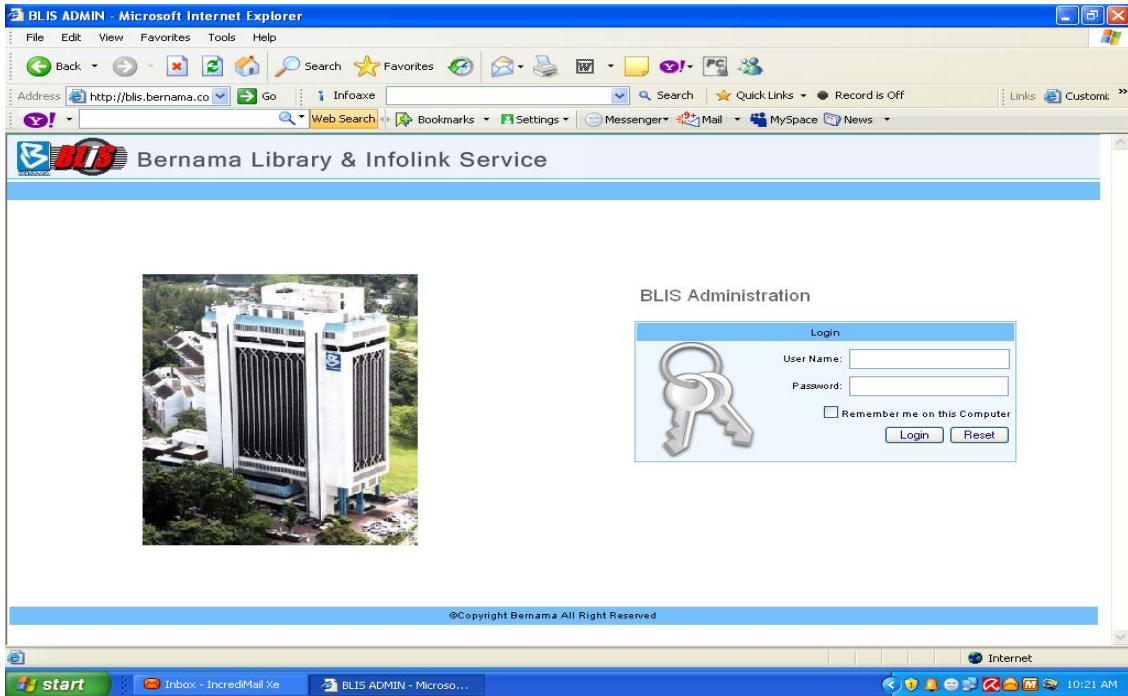 BLIS ADMIN - Microsoft Internet Explorer
File Edit View Favorites Tools Help
Back Search Favorites
Address http://blis.bernama.co Go Infoaxe Search Quick Links Record is Off Links Customi: »
Y! Web Search Bookmarks Settings Messenger Mail MySpace News
BLIS Bernama Library & Infolink Service
BLIS Administration
Login
User Name:
Password:
Remember me on this Computer
Login Reset
©Copyright Bernama All Right Reserved
Internet
start Inbox - IncrediMail Xe BLIS ADMIN - Microso... 10:21 AM